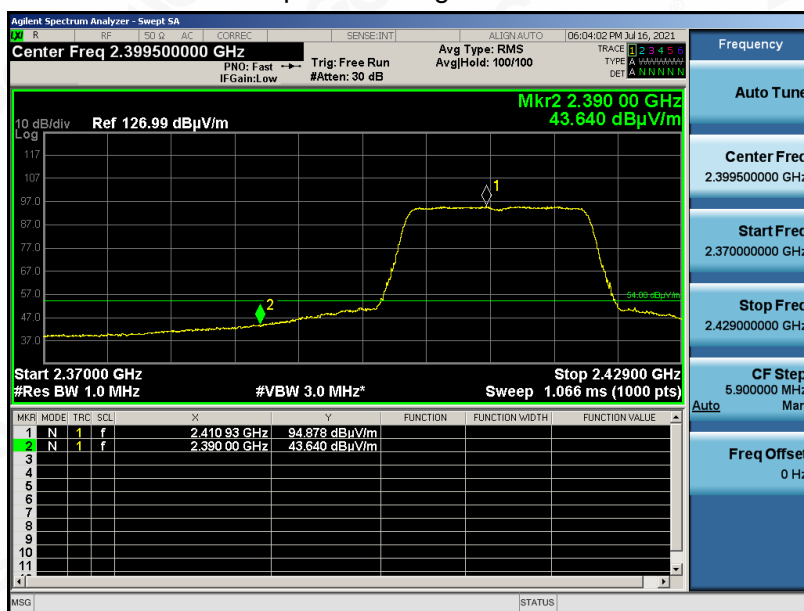 Agilent Spectrum Analyzer - Swept SA
LXI R RF 50 Ω AC CORREC SENSE:INT ALIGN AUTO 06:04:02 PM Jul 16, 2021
Center Freq 2.399500000 GHz
PNO: Fast
IFGain:Low
Trig: Free Run
#Atten: 30 dB
Avg Type: RMS
Avg|Hold: 100/100
TRACE 1 2 3 4 5 6
TYPE A
DET A N N N N N
Mkr2 2.390 00 GHz
43.640 dBµV/m
10 dB/div Ref 126.99 dBµV/m
Log
117
107
97.0
87.0
77.0
67.0
57.0
47.0
37.0
1
2
54.00 dBµV/m
Start 2.37000 GHz Stop 2.42900 GHz
#Res BW 1.0 MHz #VBW 3.0 MHz* Sweep 1.066 ms (1000 pts)
MKR MODE TRC SCL X Y FUNCTION FUNCTION WIDTH FUNCTION VALUE
1 N 1 f 2.410 93 GHz 94.878 dBµV/m
2 N 1 f 2.390 00 GHz 43.640 dBµV/m
3
4
5
6
7
8
9
10
11
MSG STATUS
Frequency
Auto Tune
Center Freq
2.399500000 GHz
Start Freq
2.370000000 GHz
Stop Freq
2.429000000 GHz
CF Step
5.900000 MHz
Auto Man
Freq Offset
0 Hz